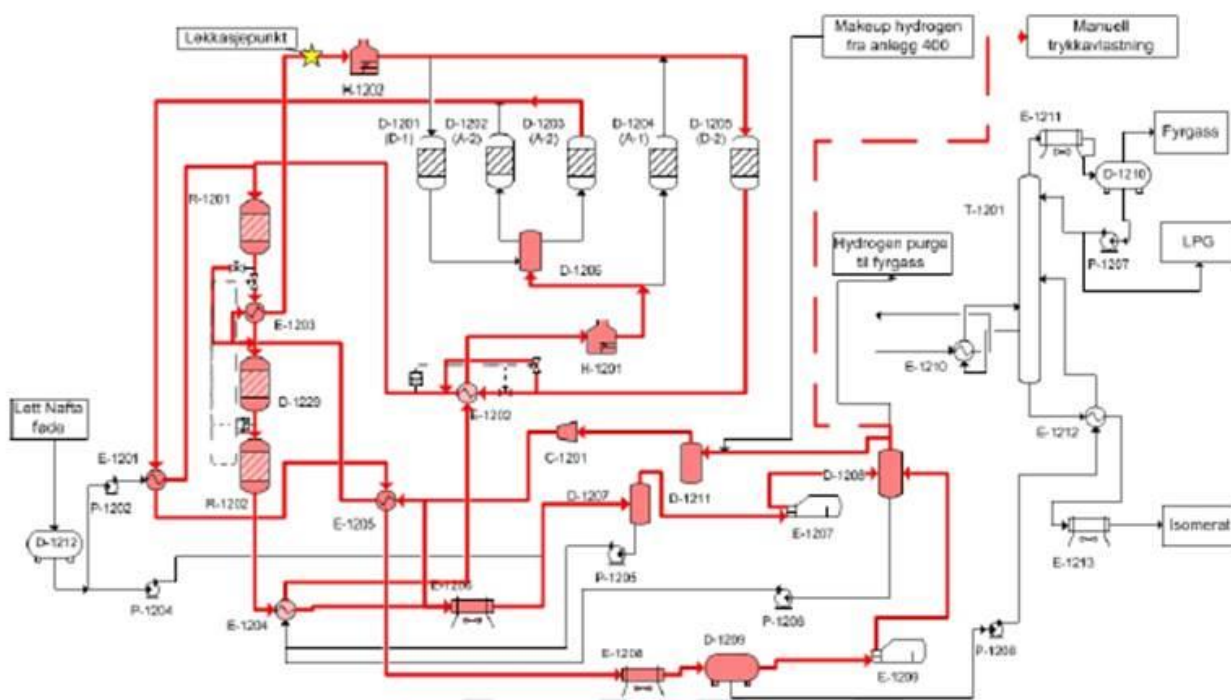 Lekkasjepunkt
H-1202
Makeup hydrogen
fra anlegg 400
Manuell
trykkavlastning
E-1211
Fyrgass
D-1210
T-1201
P-1207
LPG
D-1201
(D-1)
D-1202
(A-2)
D-1203
(A-2)
D-1204
(A-1)
D-1205
(D-2)
R-1201
D-1206
Hydrogen purge
til fyrgass
E-1203
H-1201
E-1210
D-1229
E-1202
Lett Nafta
føde
E-1201
P-1202
R-1202
E-1205
C-1201
D-1207
D-1211
D-1208
E-1207
E-1212
D-1212
P-1204
P-1205
E-1213
Isomerat
E-1204
E-1206
P-1206
E-1208
D-1209
E-1209
P-1208